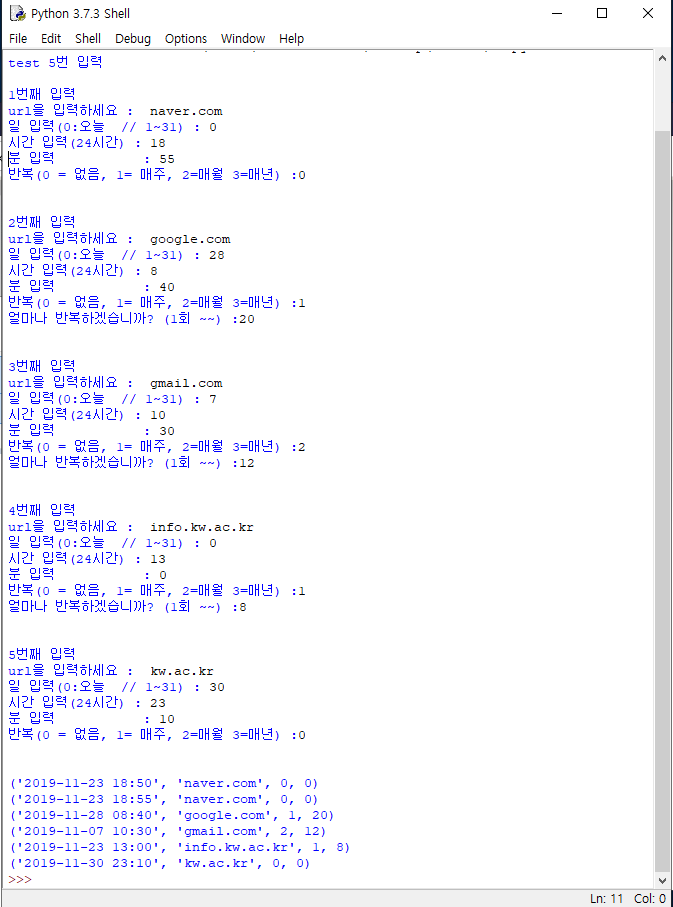 Python 3.7.3 Shell
File Edit Shell Debug Options Window Help
test 5번 입력
1번째 입력
url을 입력하세요 :  naver.com
일 입력(0:오늘  // 1~31) : 0
시간 입력(24시간) : 18
분 입력           : 55
반복(0 = 없음, 1= 매주, 2=매월 3=매년) :0
2번째 입력
url을 입력하세요 :  google.com
일 입력(0:오늘  // 1~31) : 28
시간 입력(24시간) : 8
분 입력           : 40
반복(0 = 없음, 1= 매주, 2=매월 3=매년) :1
얼마나 반복하겠습니까? (1회 ~~) :20
3번째 입력
url을 입력하세요 :  gmail.com
일 입력(0:오늘  // 1~31) : 7
시간 입력(24시간) : 10
분 입력           : 30
반복(0 = 없음, 1= 매주, 2=매월 3=매년) :2
얼마나 반복하겠습니까? (1회 ~~) :12
4번째 입력
url을 입력하세요 :  info.kw.ac.kr
일 입력(0:오늘  // 1~31) : 0
시간 입력(24시간) : 13
분 입력           : 0
반복(0 = 없음, 1= 매주, 2=매월 3=매년) :1
얼마나 반복하겠습니까? (1회 ~~) :8
5번째 입력
url을 입력하세요 :  kw.ac.kr
일 입력(0:오늘  // 1~31) : 30
시간 입력(24시간) : 23
분 입력           : 10
반복(0 = 없음, 1= 매주, 2=매월 3=매년) :0
('2019-11-23 18:50', 'naver.com', 0, 0)
('2019-11-23 18:55', 'naver.com', 0, 0)
('2019-11-28 08:40', 'google.com', 1, 20)
('2019-11-07 10:30', 'gmail.com', 2, 12)
('2019-11-23 13:00', 'info.kw.ac.kr', 1, 8)
('2019-11-30 23:10', 'kw.ac.kr', 0, 0)
>>>
Ln: 11 Col: 0